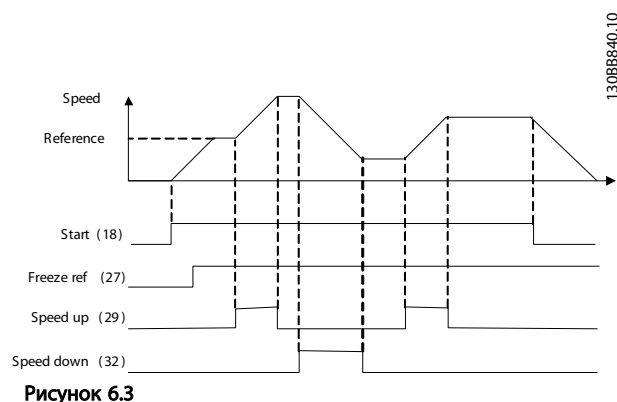 130BB840.10
Speed
Reference
Start (18)
Freeze ref (27)
Speed up (29)
Speed down (32)
Рисунок 6.3